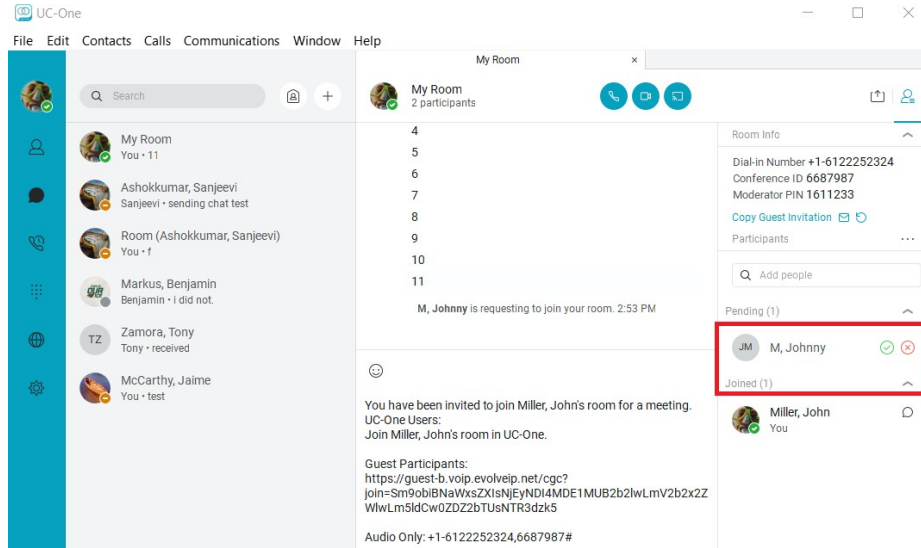 UC-One
File Edit Contacts Calls Communications Window Help
My Room ×
Search
My Room
You • 11
Ashokkumar, Sanjeevi
Sanjeevi • sending chat test
Room (Ashokkumar, Sanjeevi)
You • f
Markus, Benjamin
Benjamin • i did not.
TZ
Zamora, Tony
Tony • received
McCarthy, Jaime
You • test
My Room
2 participants
4
5
6
7
8
9
10
11
M, Johnny is requesting to join your room. 2:53 PM
You have been invited to join Miller, John's room for a meeting.
UC-One Users:
Join Miller, John's room in UC-One.
Guest Participants:
https://guest-b.voip.evolveip.net/cgc?
join=Sm9obiBNaWxsZXIsNjEyNDI4MDE1MUB2b2lwLmV2b2x2Z
WlwLm5ldCw0ZDZ2bTUsNTR3dzk5
Audio Only: +1-6122252324,6687987#
Room Info
Dial-in Number +1-6122252324
Conference ID 6687987
Moderator PIN 1611233
Copy Guest Invitation
Participants
Add people
Pending (1)
JM
M, Johnny
Joined (1)
Miller, John
You